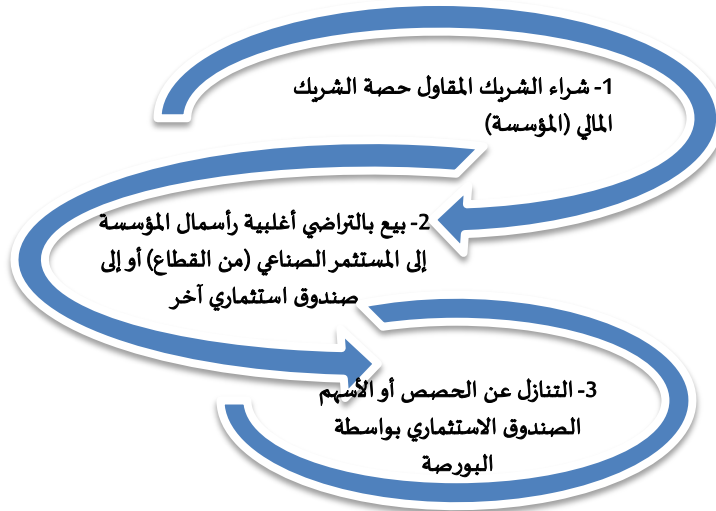 1- شراء الشريك المقاول حصة الشريك
المالي (المؤسسة)
2- بيع بالتراضي أغلبية رأسمال المؤسسة
إلى المستثمر الصناعي (من القطاع) أو إلى
صندوق استثماري آخر
3- التنازل عن الحصص أو الأسهم
الصندوق الاستثماري بواسطة
البورصة